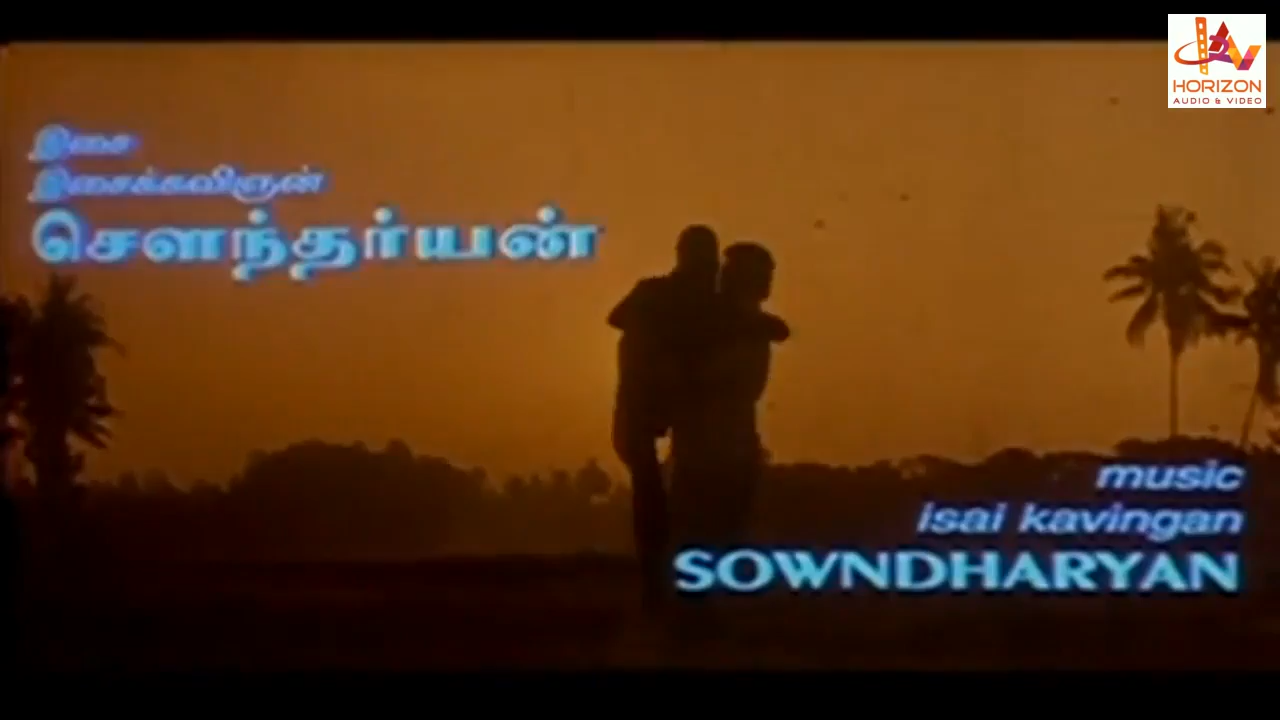 இசை
இசைக்கவிஞன்
சௌந்தர்யன்
music
isai kavingan
SOWNDHARYAN
HORIZON
AUDIO & VIDEO